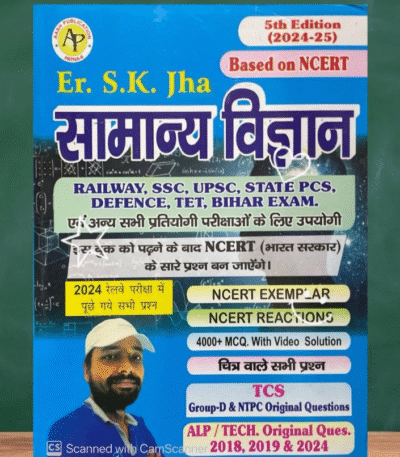 AARA PUBLICATION
AP
5th Edition
(2024-25)
Based on NCERT
Er. S.K. Jha
सामान्य विज्ञान
RAILWAY, SSC, UPSC, STATE PCS,
DEFENCE, TET, BIHAR EXAM.
एवं अन्य सभी प्रतियोगी परीक्षाओं के लिए उपयोगी
को पढ़ने के बाद NCERT (भारत सरकार)
के सारे प्रश्न बन जाएँगे।
2024 रेलवे परीक्षा में
पूछे गये सभी प्रश्न
NCERT EXEMPLAR
NCERT REACTIONS
4000+ MCQ. With Video Solution
चित्र वाले सभी प्रश्न
TCS
Group-D & NTPC Original Questions
ALP / TECH. Original Ques.
2018, 2019 & 2024
CS Scanned with CamScanner